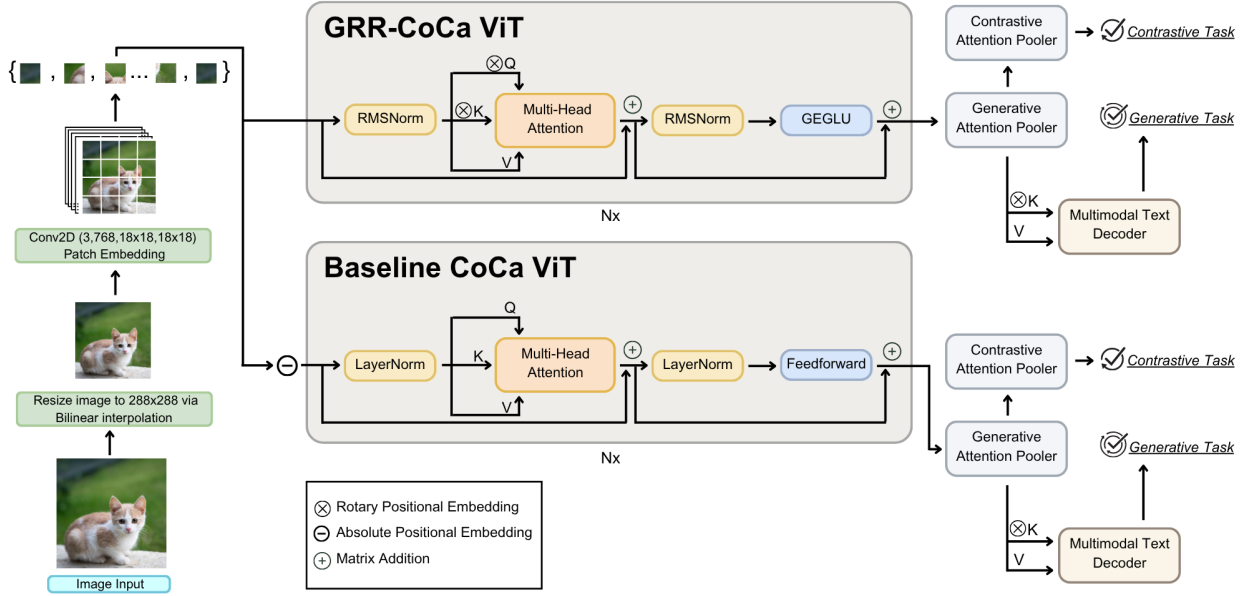 GRR-CoCa ViT
RMSNorm
Q
K
V
Multi-Head
Attention
RMSNorm
GEGLU
Nx
Contrastive
Attention Pooler
Contrastive Task
Generative
Attention Pooler
Generative Task
K
V
Multimodal Text
Decoder
{ , , ... , }
Conv2D (3,768,18x18,18x18)
Patch Embedding
Resize image to 288x288 via
Bilinear interpolation
Image Input
Baseline CoCa ViT
LayerNorm
Q
K
V
Multi-Head
Attention
LayerNorm
Feedforward
Nx
Contrastive
Attention Pooler
Contrastive Task
Generative
Attention Pooler
Generative Task
K
V
Multimodal Text
Decoder
Rotary Positional Embedding
Absolute Positional Embedding
Matrix Addition